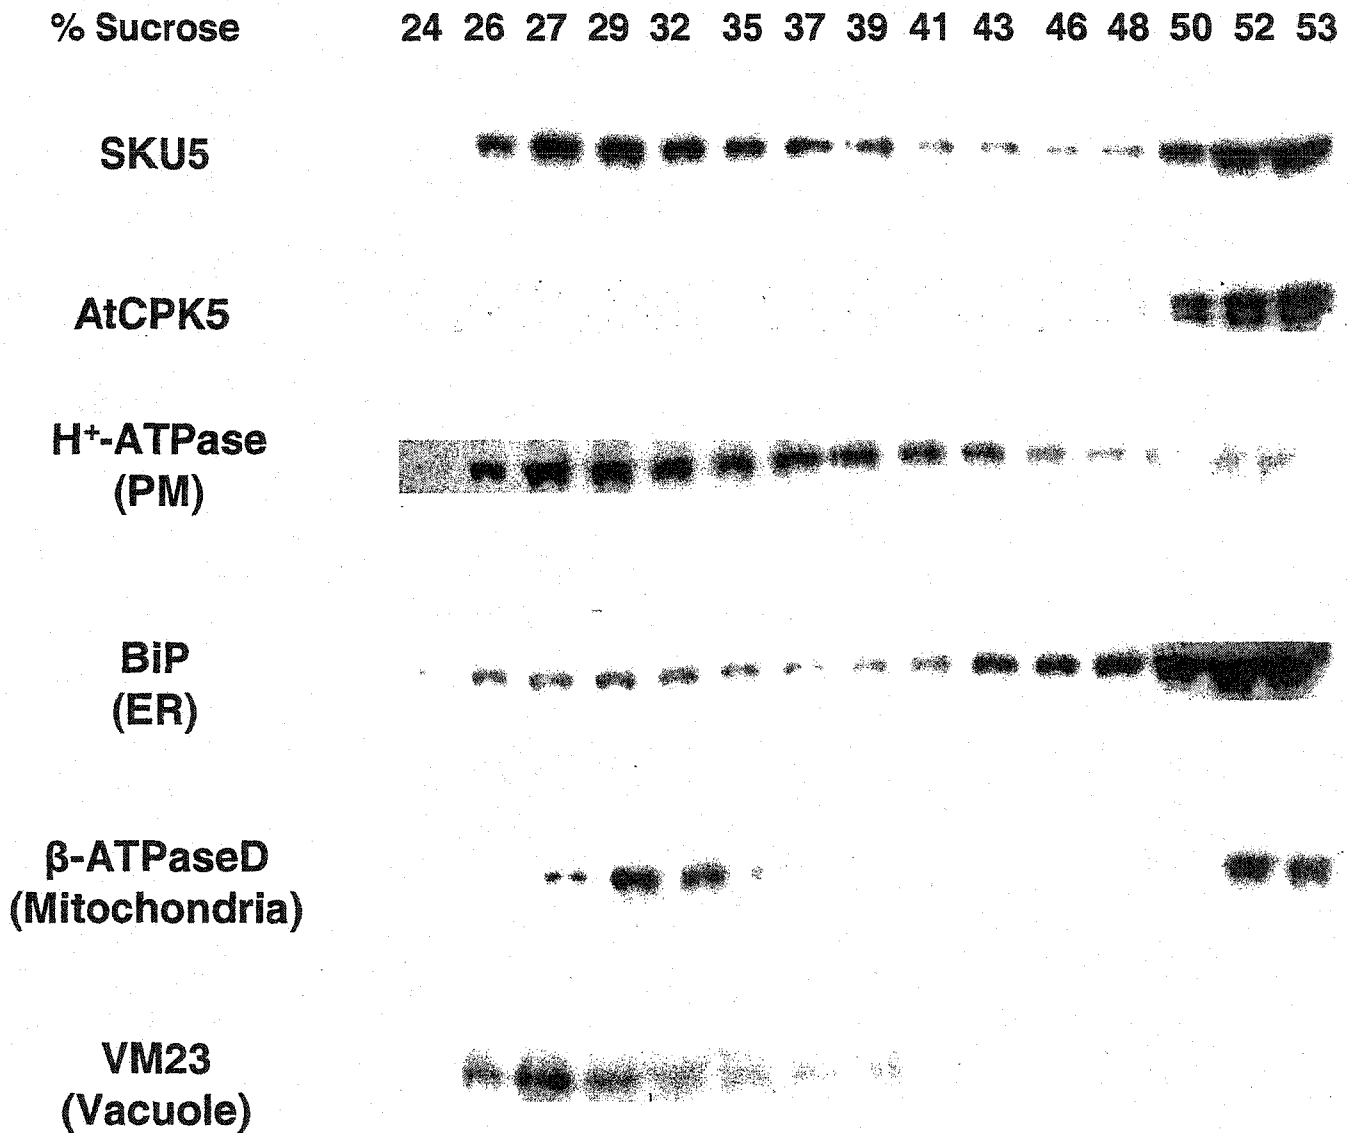 % Sucrose 24 26 27 29 32 35 37 39 41 43 46 48 50 52 53
SKU5
AtCPK5
H⁺-ATPase
(PM)
BiP
(ER)
β-ATPaseD
(Mitochondria)
VM23
(Vacuole)